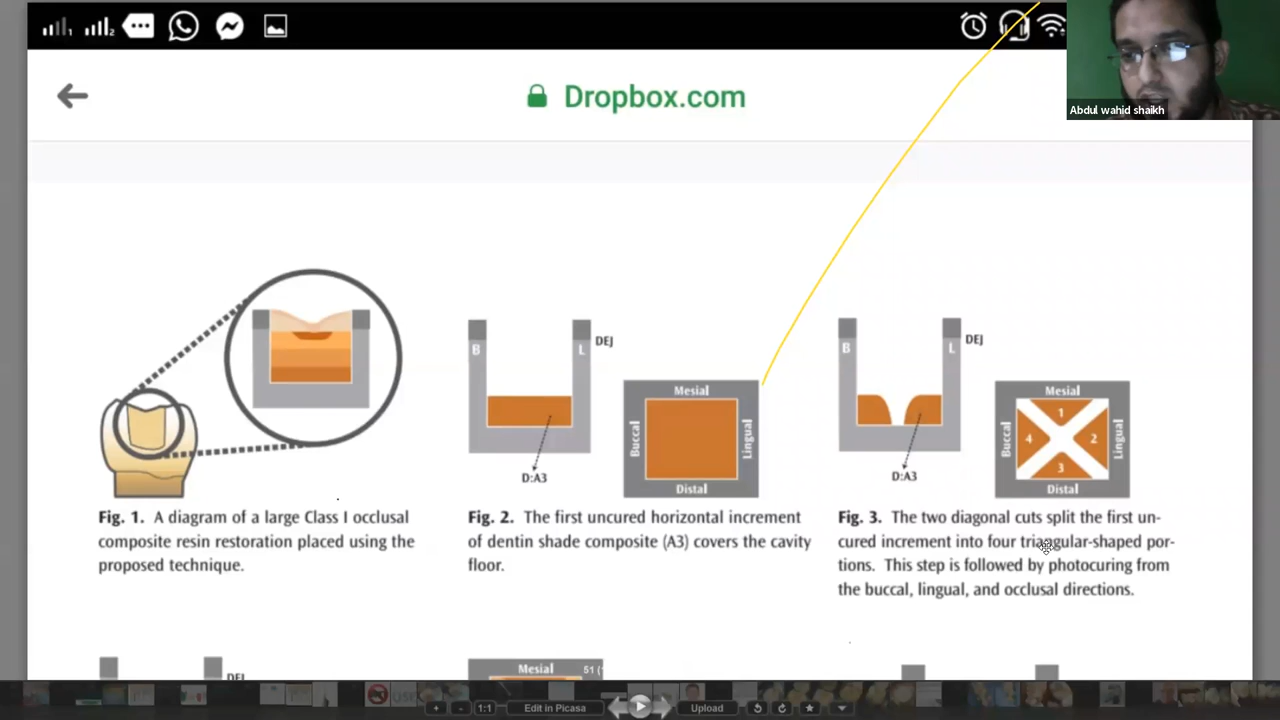 Dropbox.com
Abdul wahid shaikh
B
L
DEJ
D:A3
Mesial
Buccal
Lingual
Distal
B
L
DEJ
D:A3
Mesial
Buccal
Lingual
Distal
1
2
3
4
Fig. 1. A diagram of a large Class I occlusal
composite resin restoration placed using the
proposed technique.
Fig. 2. The first uncured horizontal increment
of dentin shade composite (A3) covers the cavity
floor.
Fig. 3. The two diagonal cuts split the first un-
cured increment into four triangular-shaped por-
tions. This step is followed by photocuring from
the buccal, lingual, and occlusal directions.
Mesial
1:1
Edit in Picasa
Upload